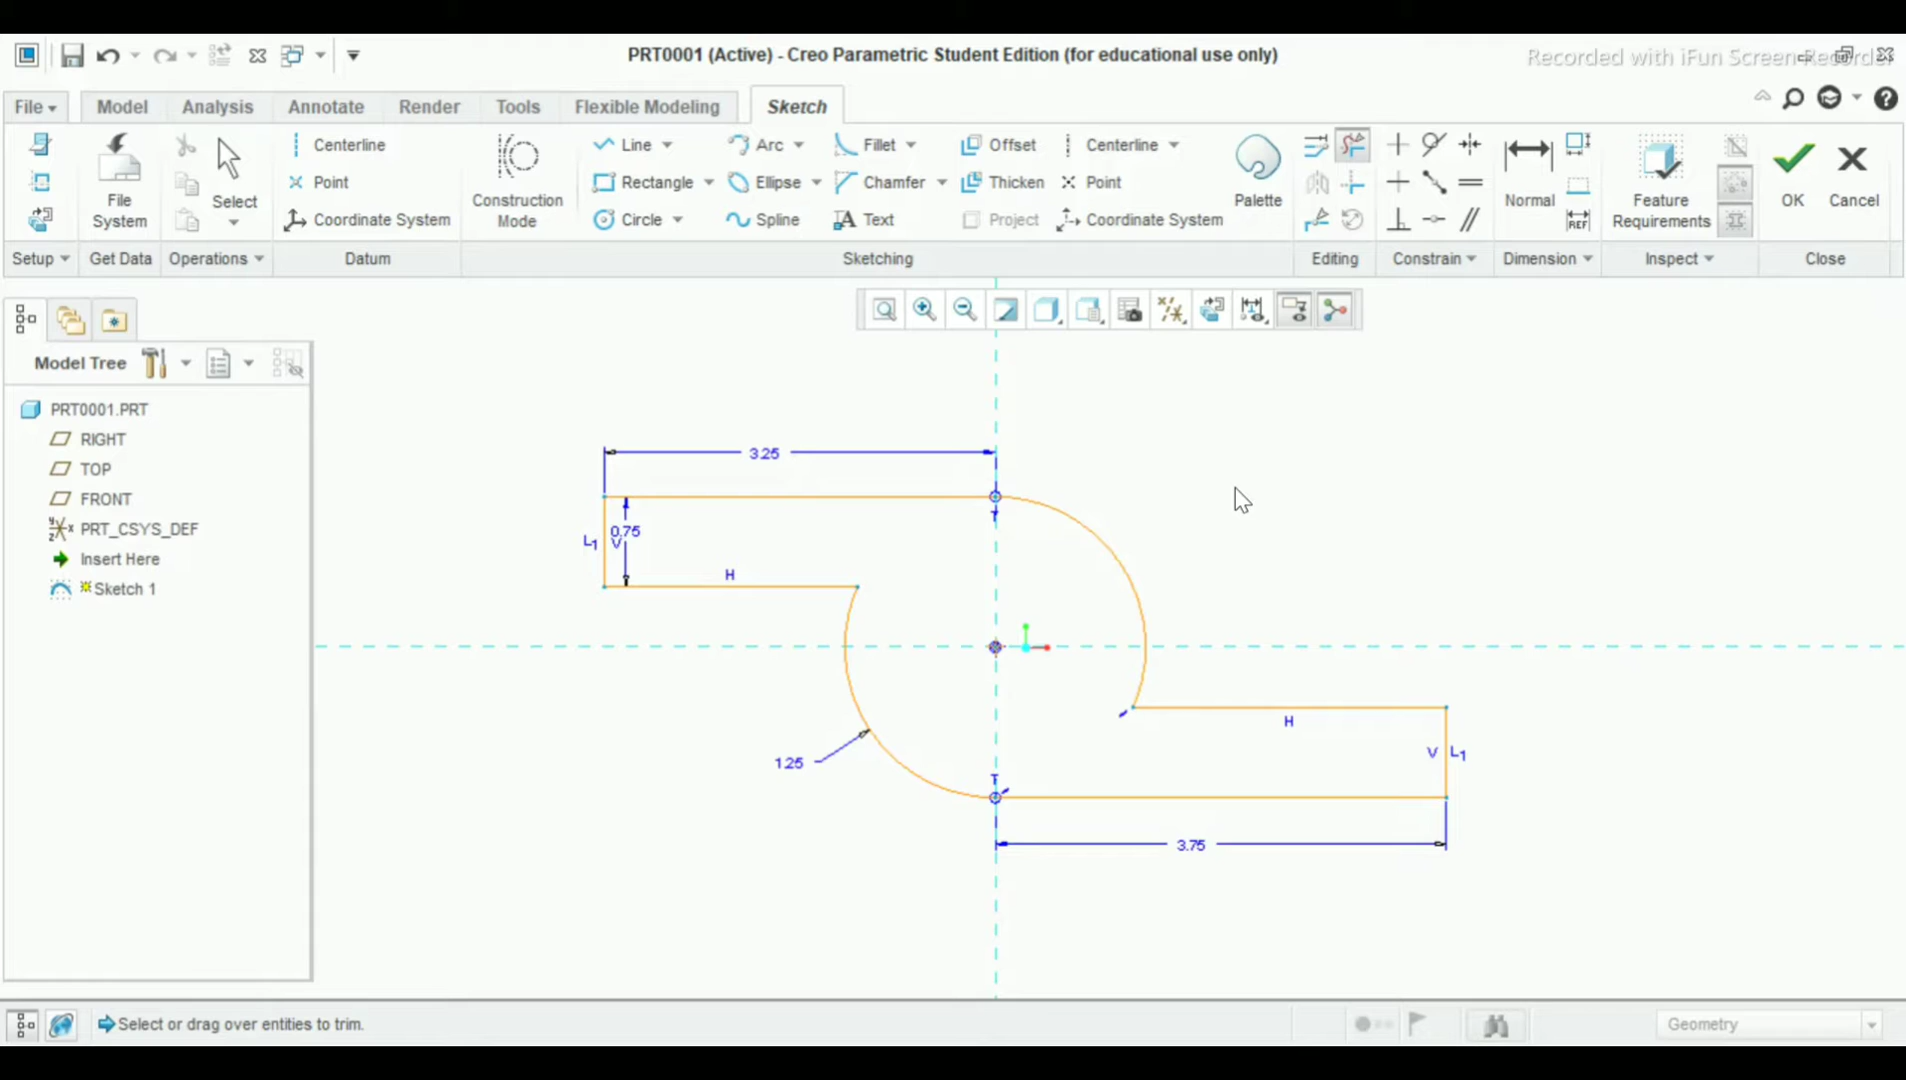 PRT0001 (Active) - Creo Parametric Student Edition (for educational use only)
Recorded with iFun Screen Recorder
File Model Analysis Annotate Render Tools Flexible Modeling Sketch
Centerline Line Arc Fillet Offset Centerline
Point Rectangle Ellipse Chamfer Thicken Point
File System Select Coordinate System Construction Mode Circle Spline Text Project Coordinate System Palette Normal REF Feature Requirements OK Cancel
Setup Get Data Operations Datum Sketching Editing Constrain Dimension Inspect Close
Model Tree
PRT0001.PRT
RIGHT
TOP
FRONT
PRT_CSYS_DEF
Insert Here
Sketch 1
3.25
T
0.75
L1 V
H
H
V L1
1.25
T
3.75
Select or drag over entities to trim.
Geometry